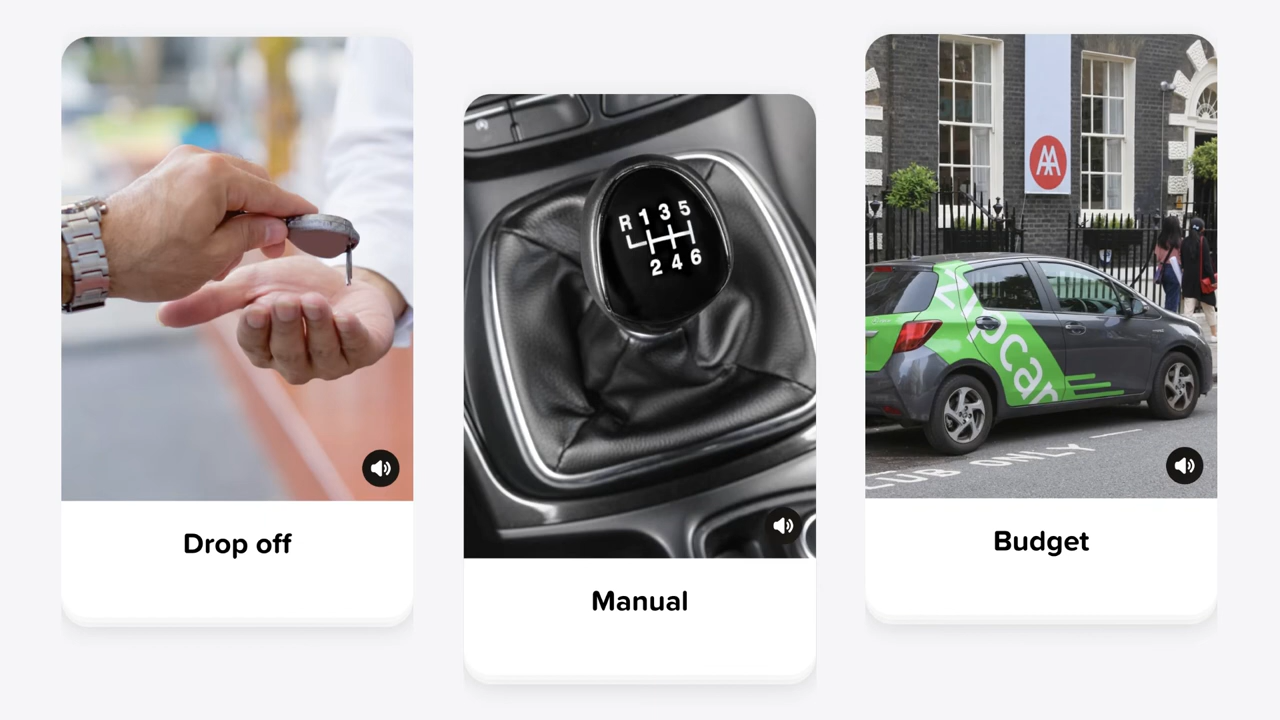 Drop off
R 1 3 5
2 4 6
Manual
AA
zipcar
CLUB ONLY
Budget